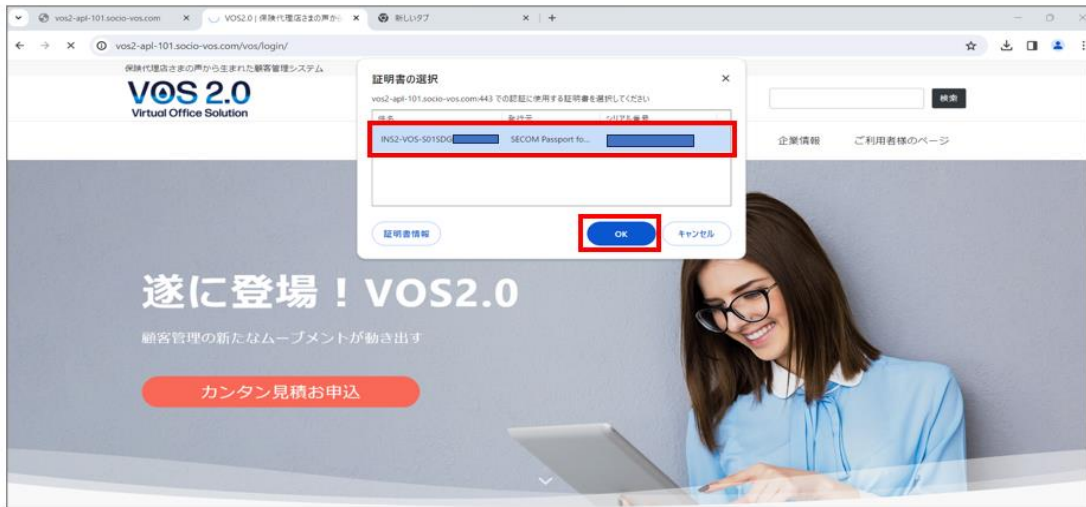 vos2-apl-101.socio-vos.com
VOS2.0 | 保険代理店さまの声から
新しいタブ
vos2-apl-101.socio-vos.com/vos/login/
保険代理店さまの声から生まれた顧客管理システム
VOS 2.0
Virtual Office Solution
証明書の選択
vos2-apl-101.socio-vos.com:443 での認証に使用する証明書を選択してください
件名 発行元 シリアル番号
INS2-VOS-S01SDG SECOM Passport fo...
証明書情報
OK
キャンセル
検索
企業情報
ご利用者様のページ
遂に登場！VOS2.0
顧客管理の新たなムーブメントが動き出す
カンタン見積お申込